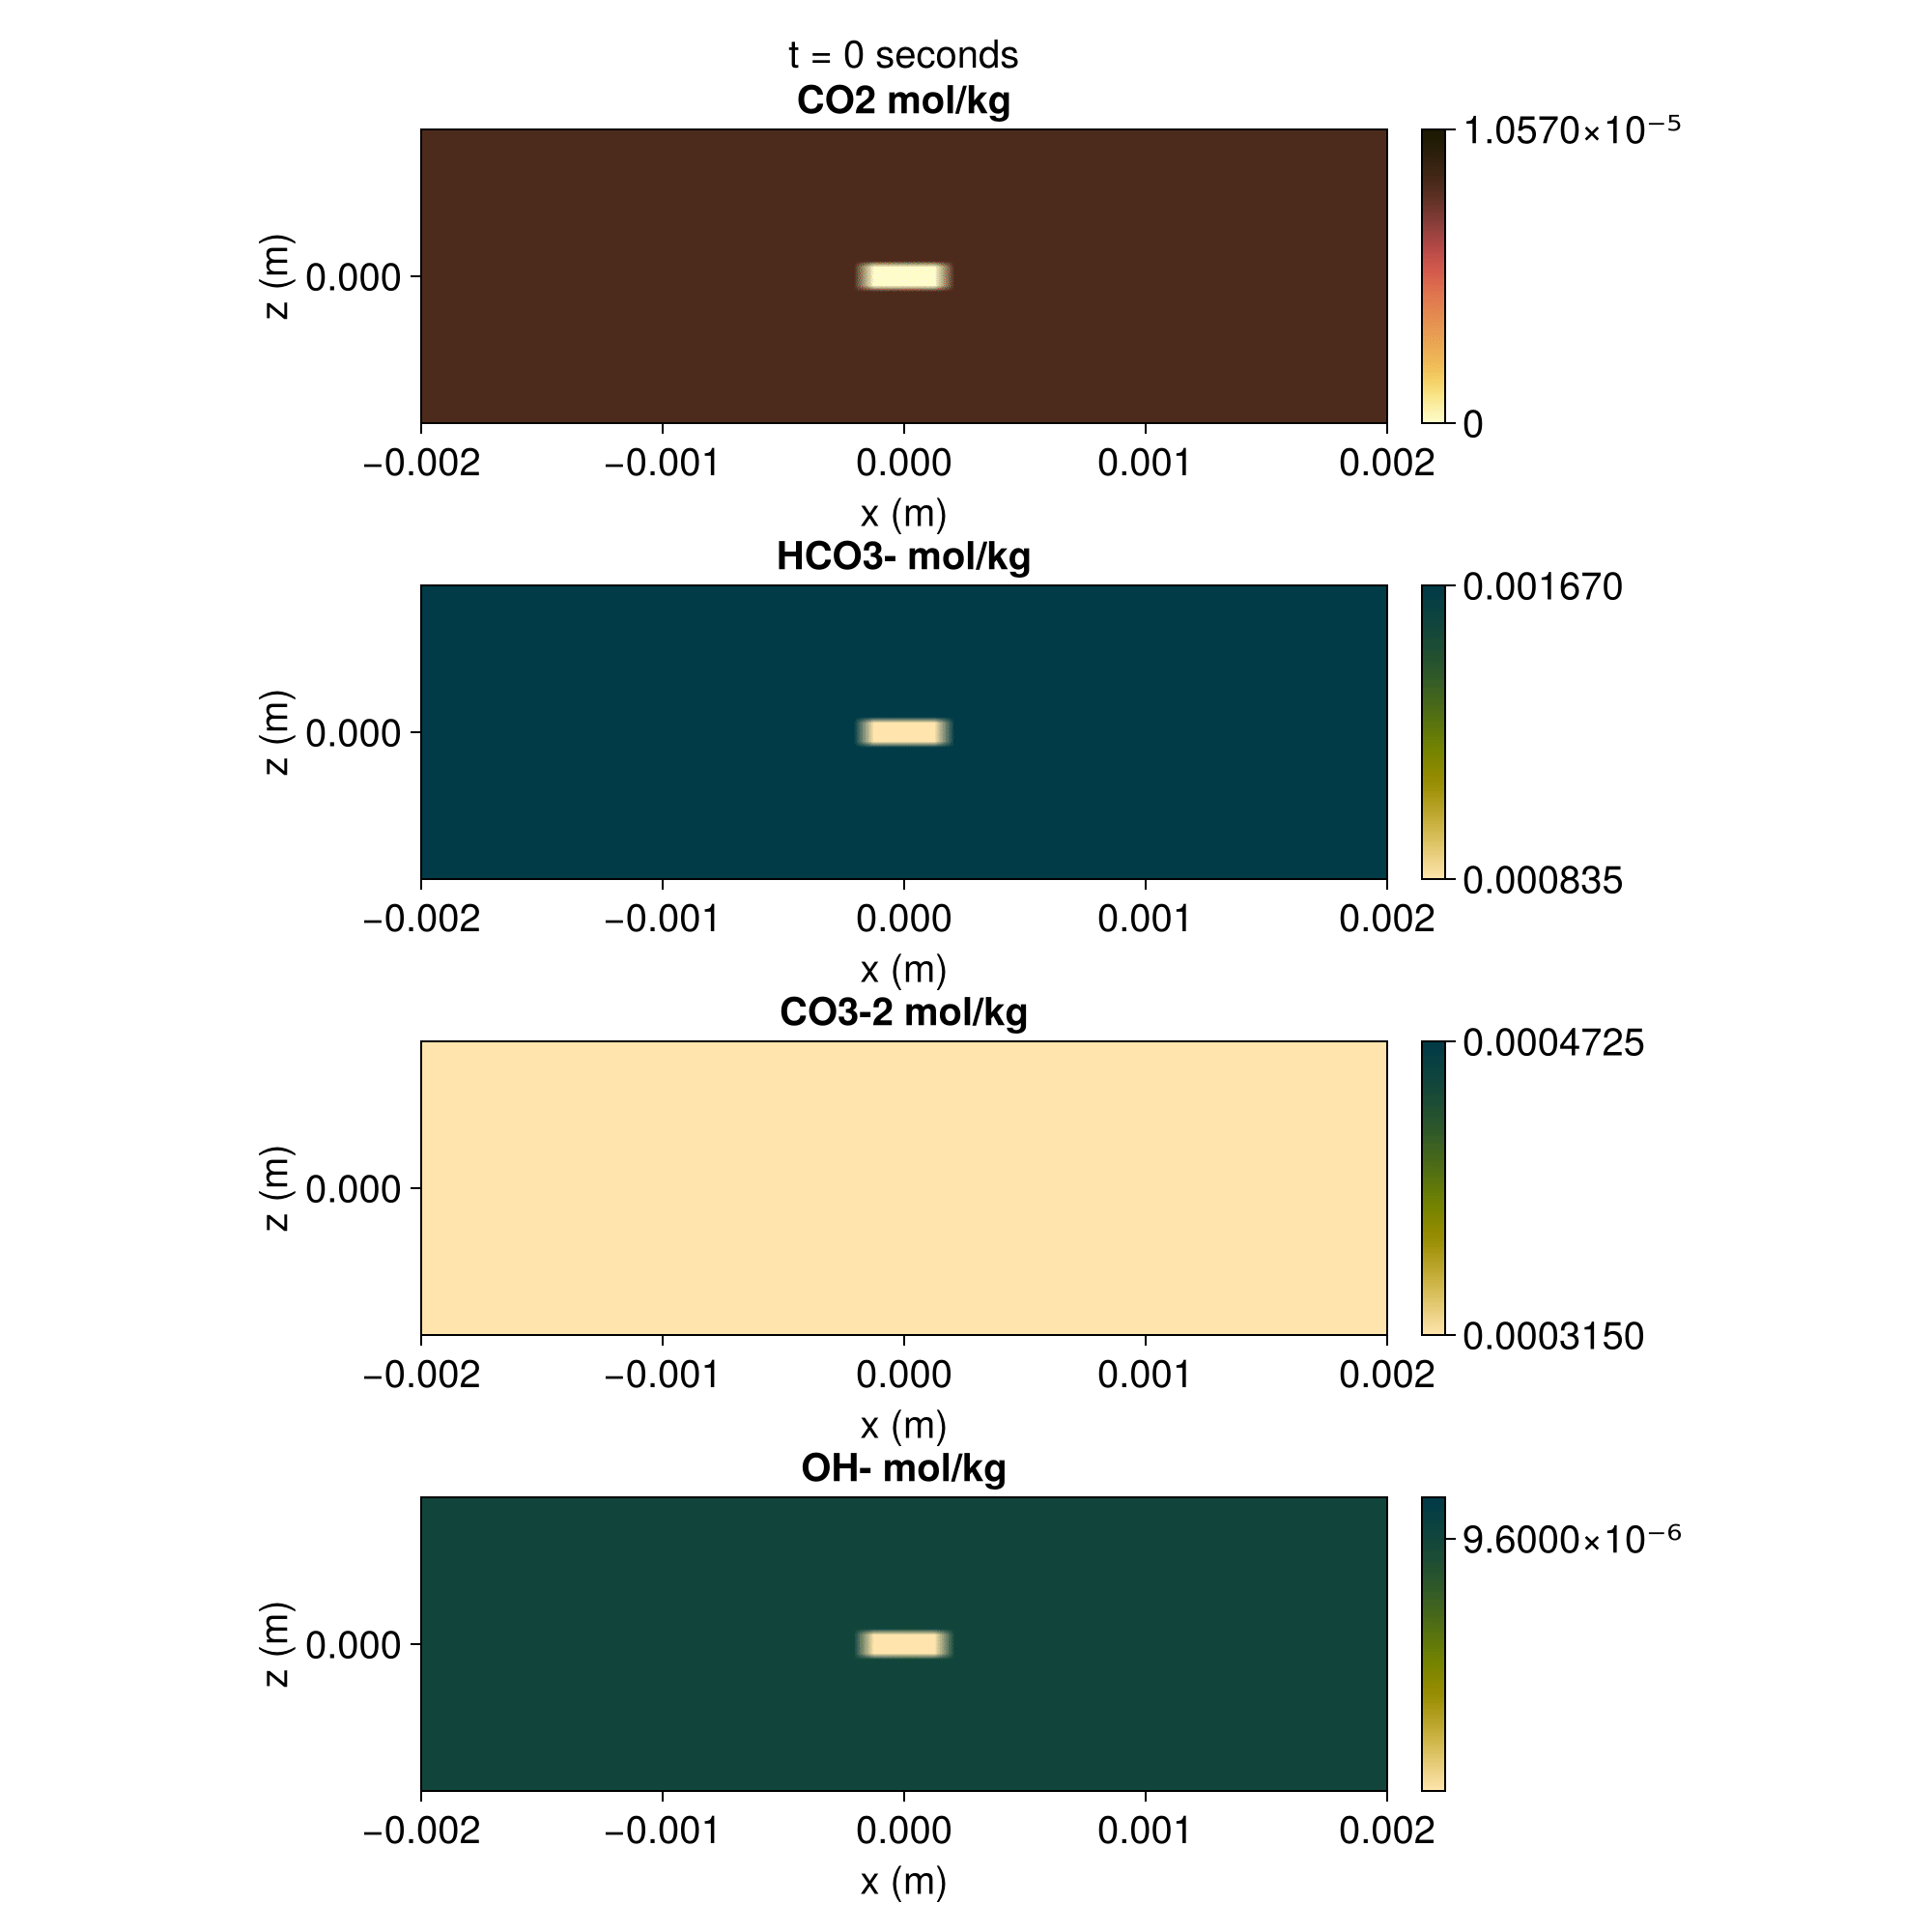 t = 0 seconds
CO2 mol/kg
1.0570×10⁻⁵
z (m)
0.000
0
−0.002 −0.001 0.000 0.001 0.002
x (m)
HCO3- mol/kg
0.001670
z (m)
0.000
0.000835
−0.002 −0.001 0.000 0.001 0.002
x (m)
CO3-2 mol/kg
0.0004725
z (m)
0.000
0.0003150
−0.002 −0.001 0.000 0.001 0.002
x (m)
OH- mol/kg
9.6000×10⁻⁶
z (m)
0.000
−0.002 −0.001 0.000 0.001 0.002
x (m)